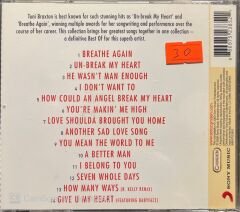 Toni Braxton is best known for such stunning hits as 'Un-break My Heart' and
'Breathe Again', winning multiple awards for her songwriting and performance over the
course of her career. This collection brings her greatest songs together in one collection –
a definitive Best Of for this superb artist.
30
1 BREATHE AGAIN
2 UN-BREAK MY HEART
3 HE WASN'T MAN ENOUGH
4 I DON'T WANT TO
5 HOW COULD AN ANGEL BREAK MY HEART
6 YOU'RE MAKIN' ME HIGH
7 LOVE SHOULDA BROUGHT YOU HOME
8 ANOTHER SAD LOVE SONG
9 YOU MEAN THE WORLD TO ME
10 A BETTER MAN
11 I BELONG TO YOU
12 SEVEN WHOLE DAYS
13 HOW MANY WAYS (R. KELLY REMIX)
14 GIVE U MY HEART (FEATURING BABYFACE)
SONY MUSIC